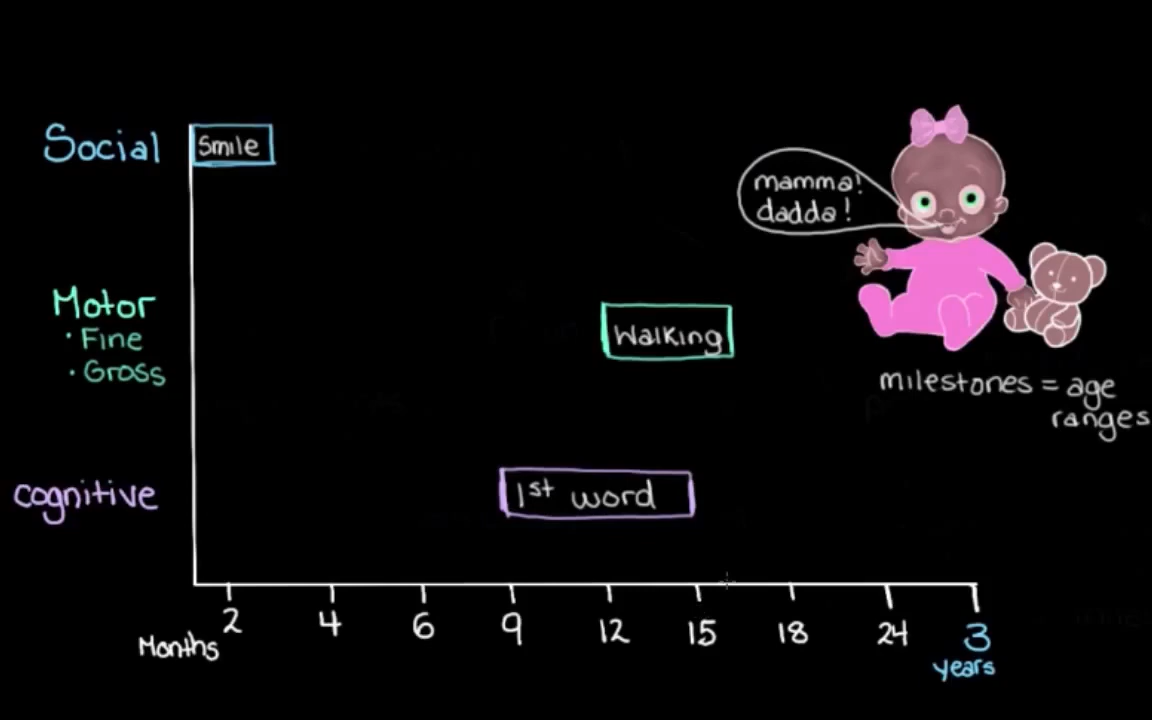 Social
Smile
mamma!
dadda!
Motor
• Fine
• Gross
Walking
milestones = age
ranges
cognitive
1st word
2 4 6 9 12 15 18 24 3
Months
years